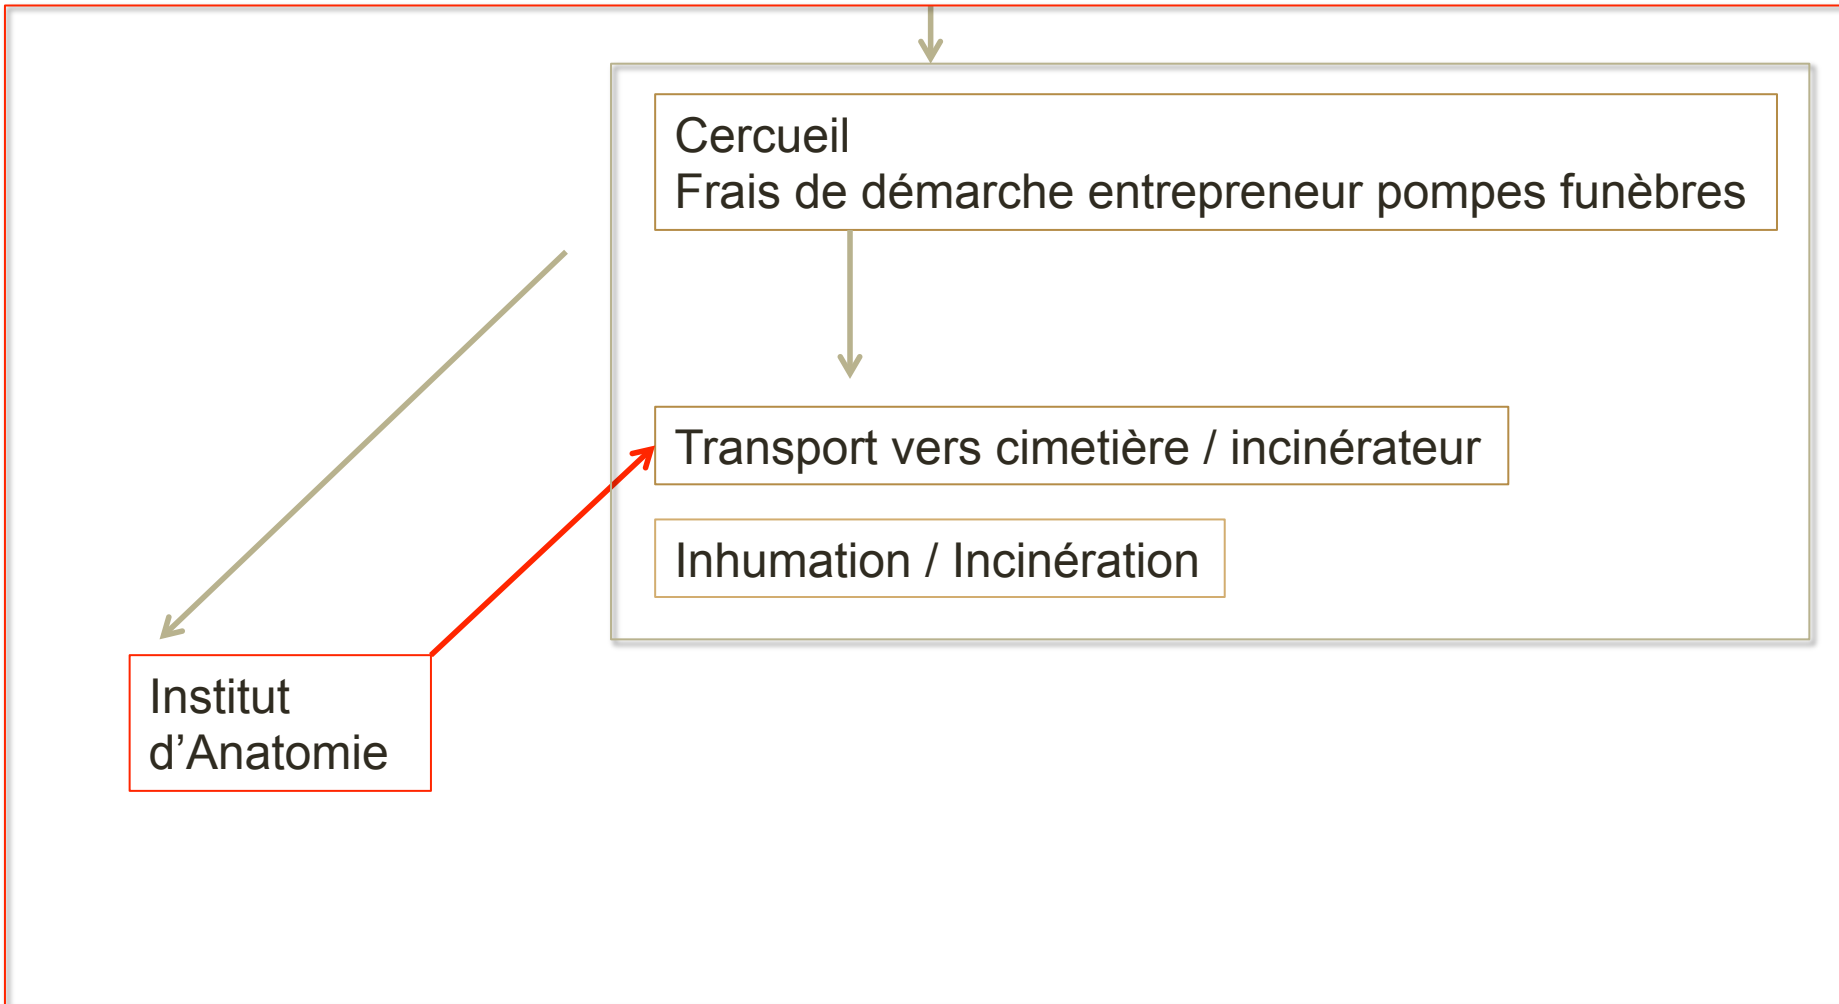 Cercueil
Frais de démarche entrepreneur pompes funèbres
Transport vers cimetière / incinérateur
Inhumation / Incinération
Institut
d’Anatomie